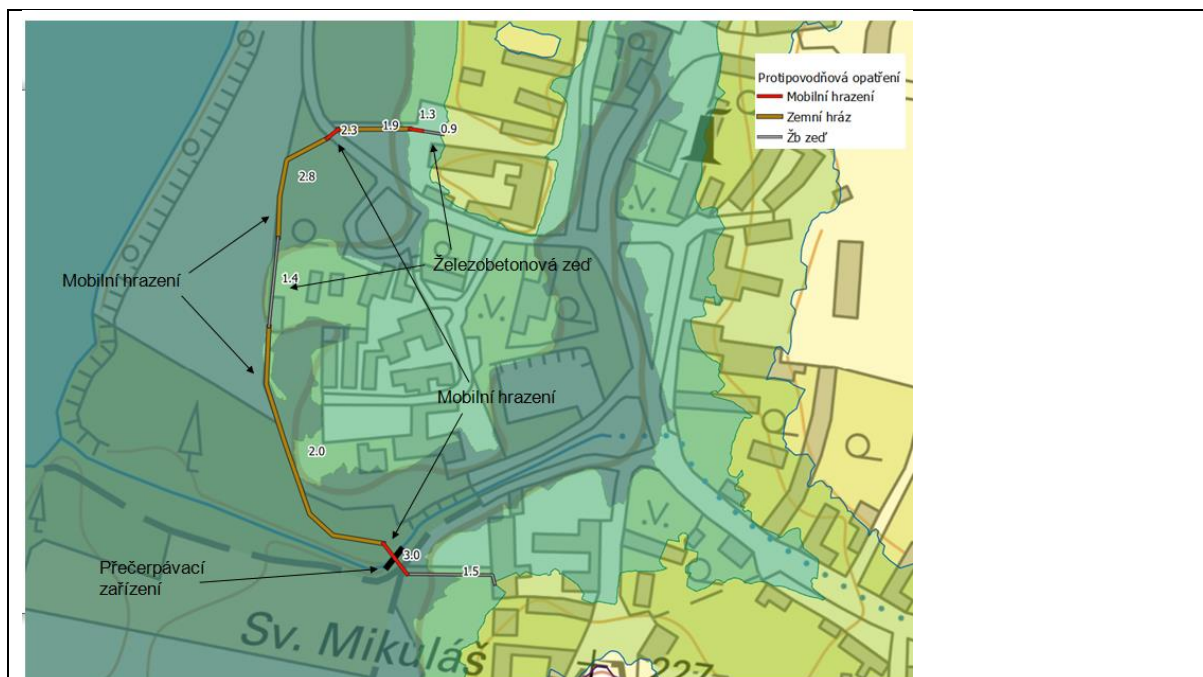 Protipovodňová opatření
Mobilní hrazení
Zemní hráz
Žb zeď
1.3
2.3
1.9
0.9
2.8
Železobetonová zeď
Mobilní hrazení
1.4
Mobilní hrazení
2.0
3.0
Přečerpávací
zařízení
1.5
Sv. Mikuláš
227
.V.
.V.
.V.
.V.
.V.